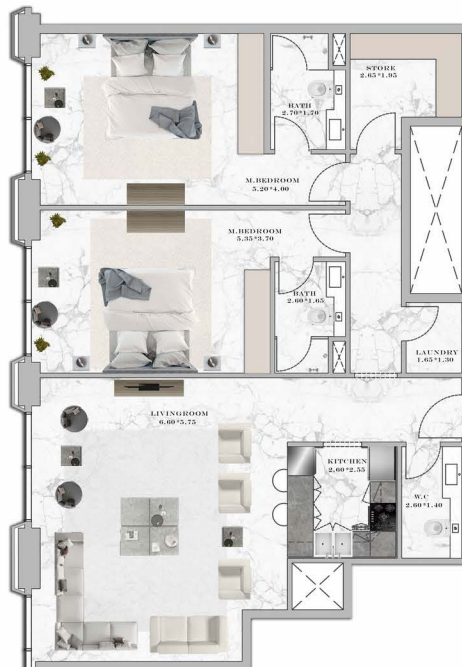 STORE
2.65*1.95
BATH
2.70*1.70
M.BEDROOM
5.20*4.00
M.BEDROOM
5.35*3.70
BATH
2.60*1.65
LAUNDRY
1.65*1.30
LIVINGROOM
6.60*5.75
KITCHEN
2.60*2.55
W.C
2.60*1.40